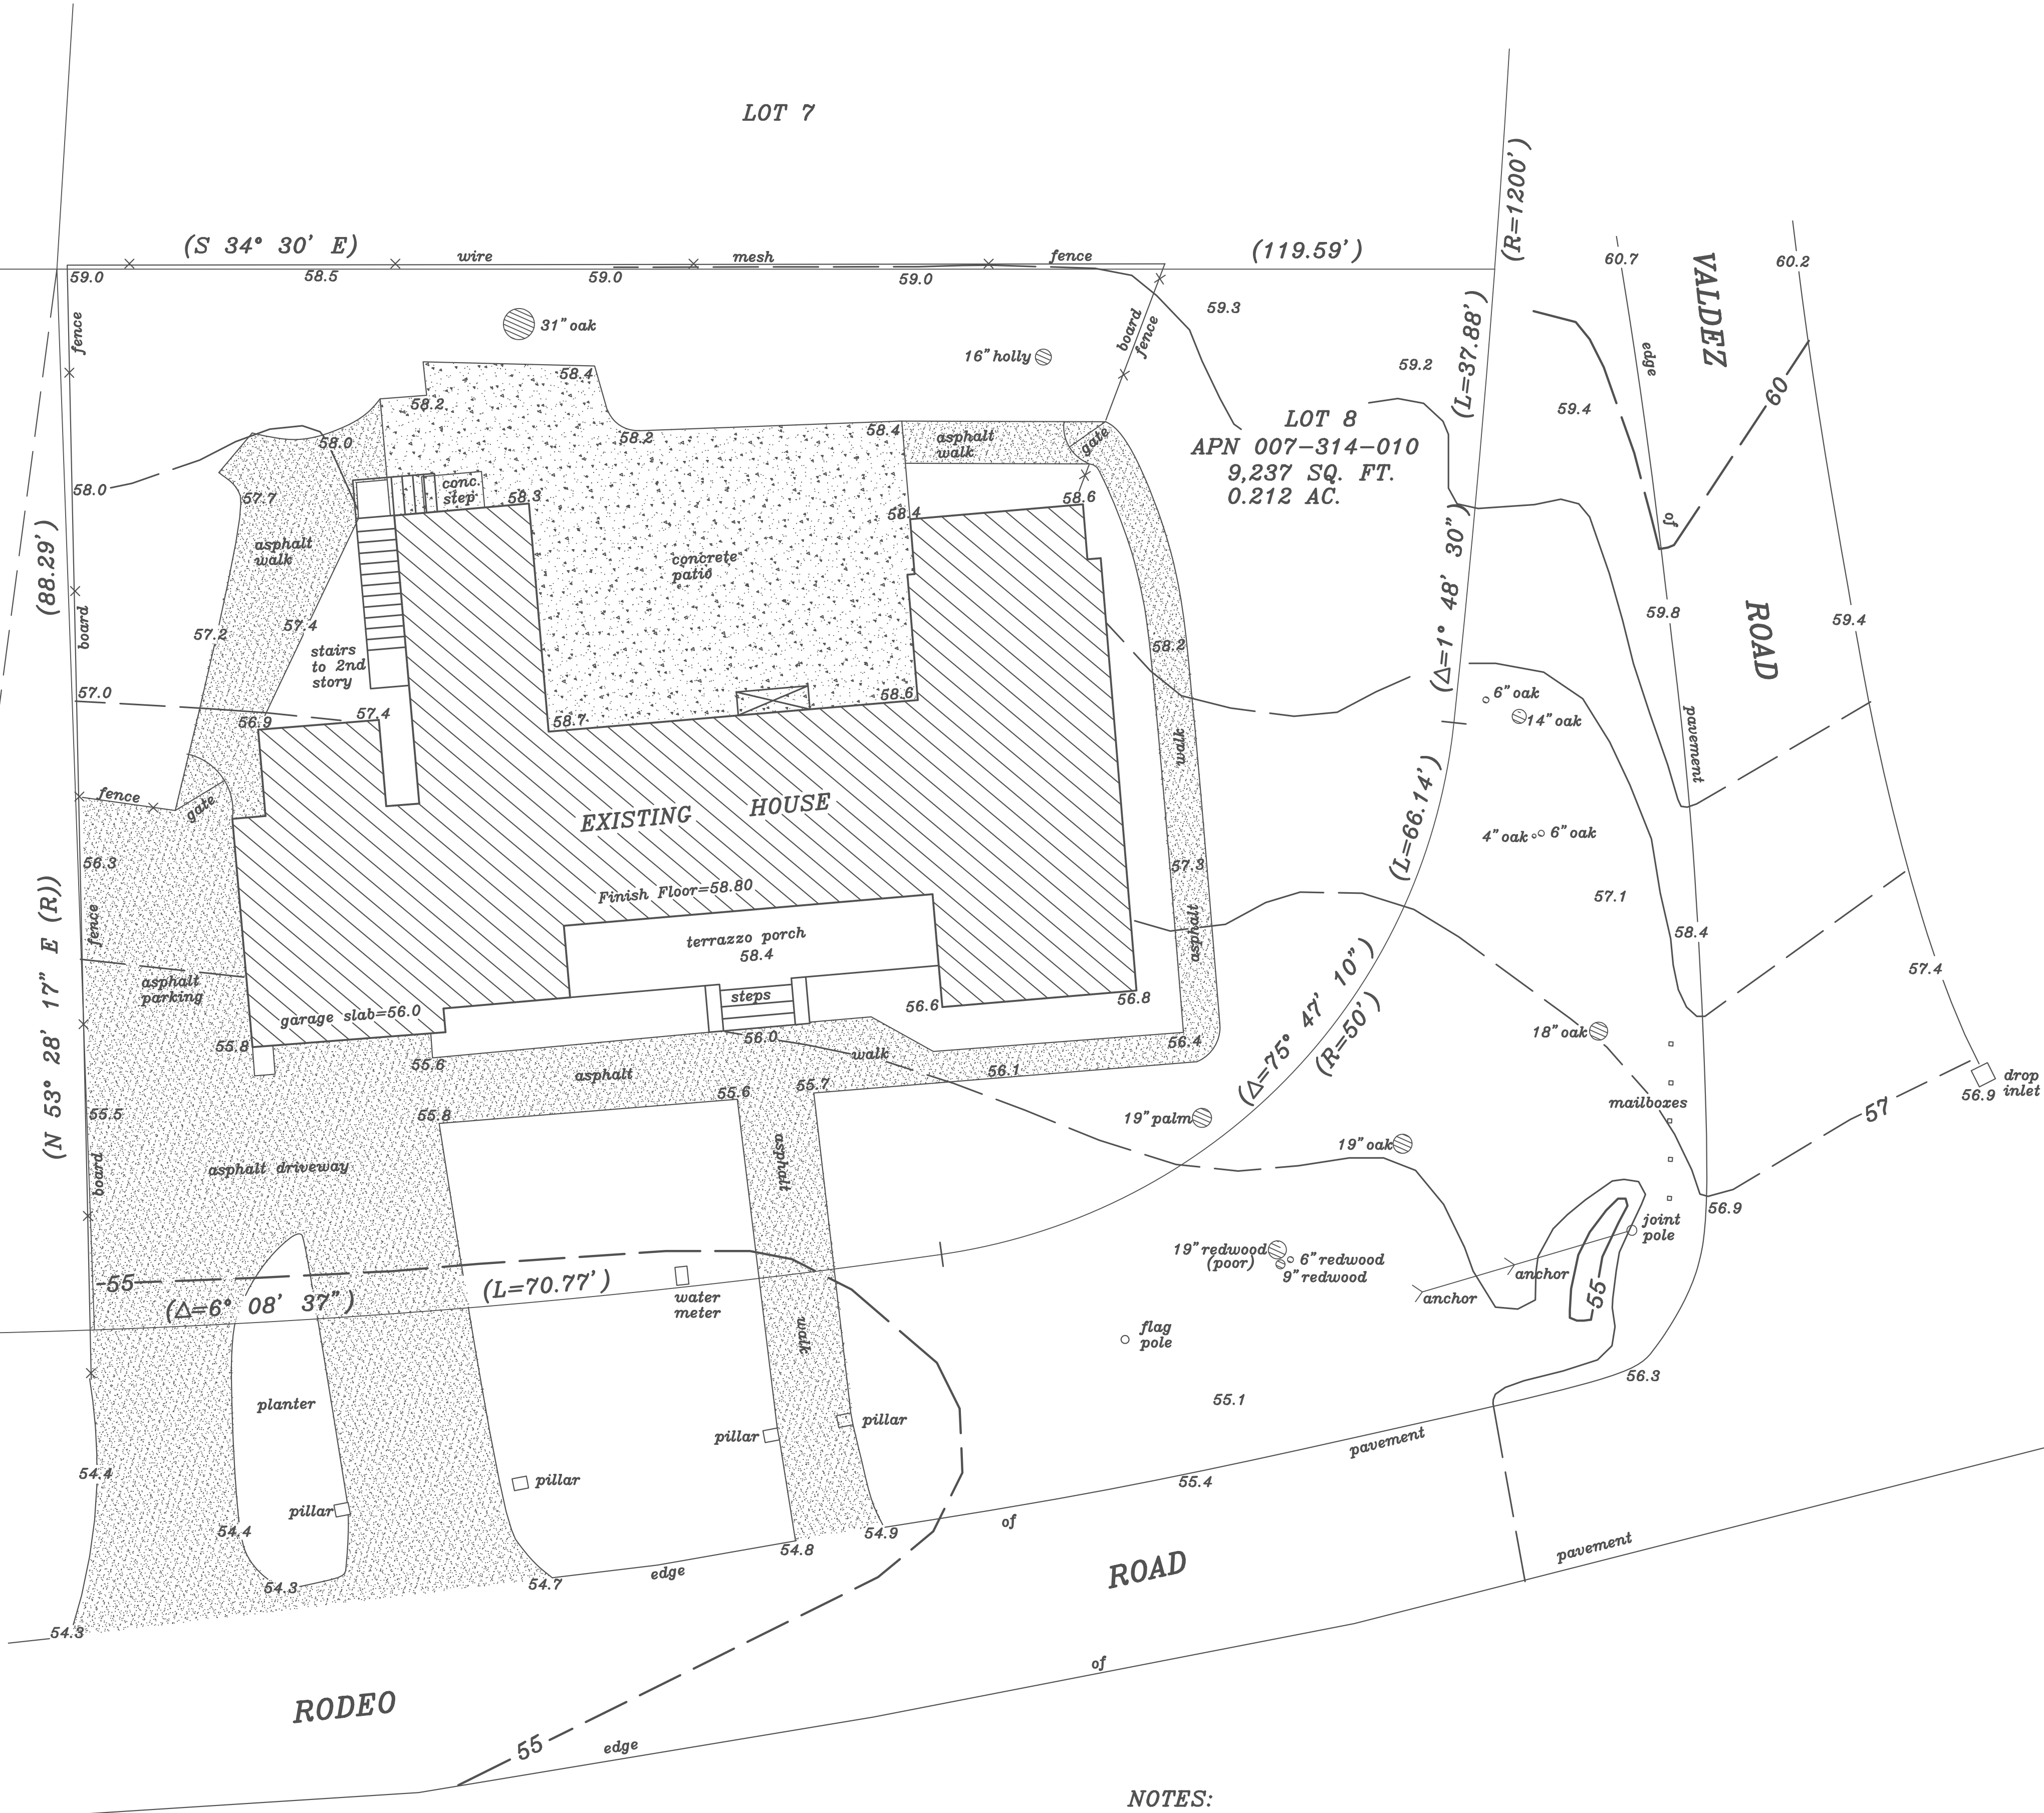 LOT 7
(S 34° 30' E)
wire
mesh
fence
(119.59')
(R=1200')
60.7
VALDEZ
60.2
59.0
58.5
59.0
59.0
59.3
fence
31" oak
board
fence
16" holly
(L=37.88')
edge
58.4
59.2
60
58.2
59.4
LOT 8
APN 007-314-010
9,237 SQ. FT.
0.212 AC.
58.0
58.2
58.4
asphalt
walk
gate
58.0
57.7
conc.
step
58.3
58.6
58.4
of
(88.29')
asphalt
walk
concrete
patio
(Δ=1° 48' 30")
57.2
57.4
board
59.8
59.4
ROAD
stairs
to 2nd
story
58.2
57.0
56.9
57.4
58.7
58.6
6" oak
14" oak
walk
pavement
fence
gate
EXISTING HOUSE
(L=66.14')
4" oak
6" oak
56.3
57.3
Finish Floor=58.80
57.1
(N 53° 28' 17" E (R))
fence
terrazzo porch
58.4
asphalt
58.4
57.4
asphalt
parking
steps
56.6
56.8
(Δ=75° 47' 10")
(R=50')
garage slab=56.0
55.8
56.0
walk
56.4
18" oak
55.6
asphalt
56.1
drop
inlet
56.9
55.6
55.7
mailboxes
57
55.5
55.8
19" palm
19" oak
board
asphalt driveway
asphalt
56.9
joint
pole
19" redwood
(poor)
6" redwood
9" redwood
anchor
anchor
55
55
(Δ=6° 08' 37")
(L=70.77')
water
meter
walk
flag
pole
56.3
planter
55.1
pillar
pillar
pavement
54.4
pillar
pillar
55.4
54.4
54.9
of
54.8
pavement
54.3
54.7
edge
ROAD
54.3
of
RODEO
55
edge
NOTES: